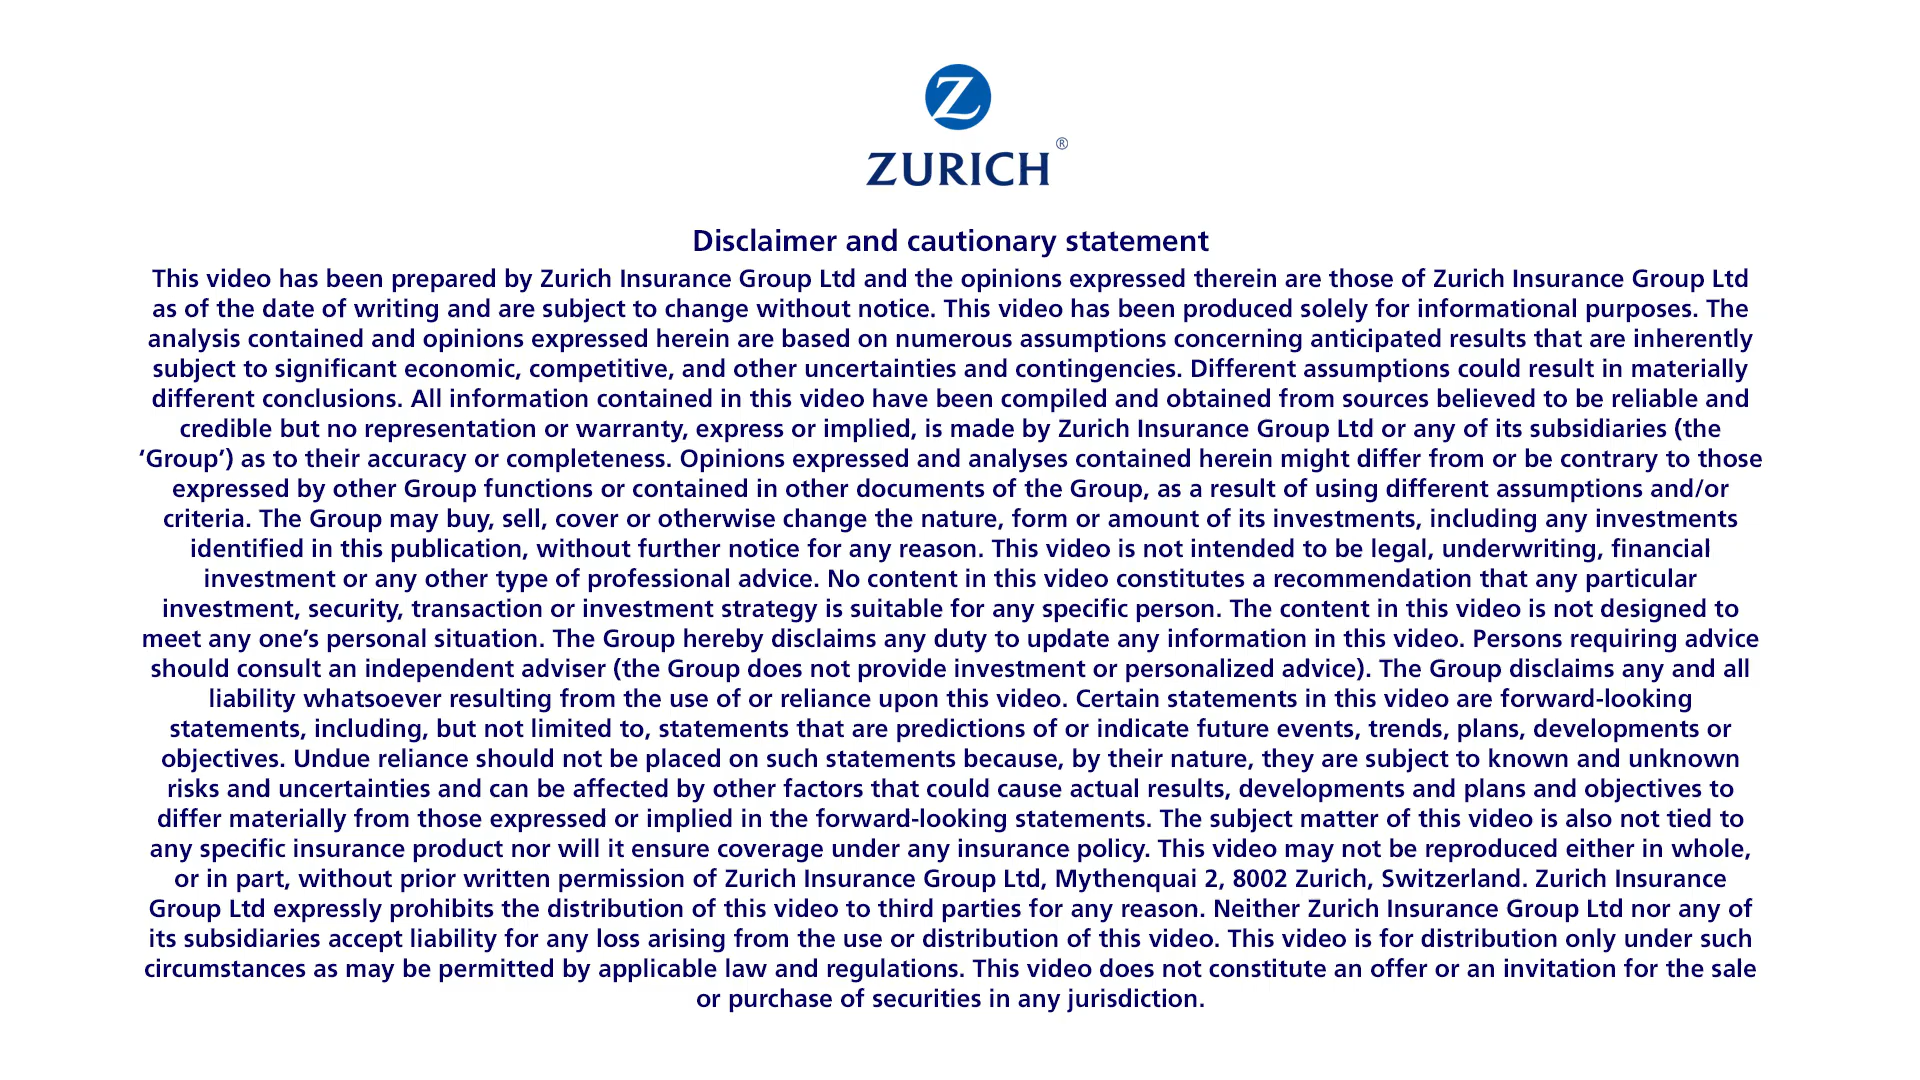 Z
ZURICH®
Disclaimer and cautionary statement
This video has been prepared by Zurich Insurance Group Ltd and the opinions expressed therein are those of Zurich Insurance Group Ltd
as of the date of writing and are subject to change without notice. This video has been produced solely for informational purposes. The
analysis contained and opinions expressed herein are based on numerous assumptions concerning anticipated results that are inherently
subject to significant economic, competitive, and other uncertainties and contingencies. Different assumptions could result in materially
different conclusions. All information contained in this video have been compiled and obtained from sources believed to be reliable and
credible but no representation or warranty, express or implied, is made by Zurich Insurance Group Ltd or any of its subsidiaries (the
‘Group’) as to their accuracy or completeness. Opinions expressed and analyses contained herein might differ from or be contrary to those
expressed by other Group functions or contained in other documents of the Group, as a result of using different assumptions and/or
criteria. The Group may buy, sell, cover or otherwise change the nature, form or amount of its investments, including any investments
identified in this publication, without further notice for any reason. This video is not intended to be legal, underwriting, financial
investment or any other type of professional advice. No content in this video constitutes a recommendation that any particular
investment, security, transaction or investment strategy is suitable for any specific person. The content in this video is not designed to
meet any one’s personal situation. The Group hereby disclaims any duty to update any information in this video. Persons requiring advice
should consult an independent adviser (the Group does not provide investment or personalized advice). The Group disclaims any and all
liability whatsoever resulting from the use of or reliance upon this video. Certain statements in this video are forward-looking
statements, including, but not limited to, statements that are predictions of or indicate future events, trends, plans, developments or
objectives. Undue reliance should not be placed on such statements because, by their nature, they are subject to known and unknown
risks and uncertainties and can be affected by other factors that could cause actual results, developments and plans and objectives to
differ materially from those expressed or implied in the forward-looking statements. The subject matter of this video is also not tied to
any specific insurance product nor will it ensure coverage under any insurance policy. This video may not be reproduced either in whole,
or in part, without prior written permission of Zurich Insurance Group Ltd, Mythenquai 2, 8002 Zurich, Switzerland. Zurich Insurance
Group Ltd expressly prohibits the distribution of this video to third parties for any reason. Neither Zurich Insurance Group Ltd nor any of
its subsidiaries accept liability for any loss arising from the use or distribution of this video. This video is for distribution only under such
circumstances as may be permitted by applicable law and regulations. This video does not constitute an offer or an invitation for the sale
or purchase of securities in any jurisdiction.